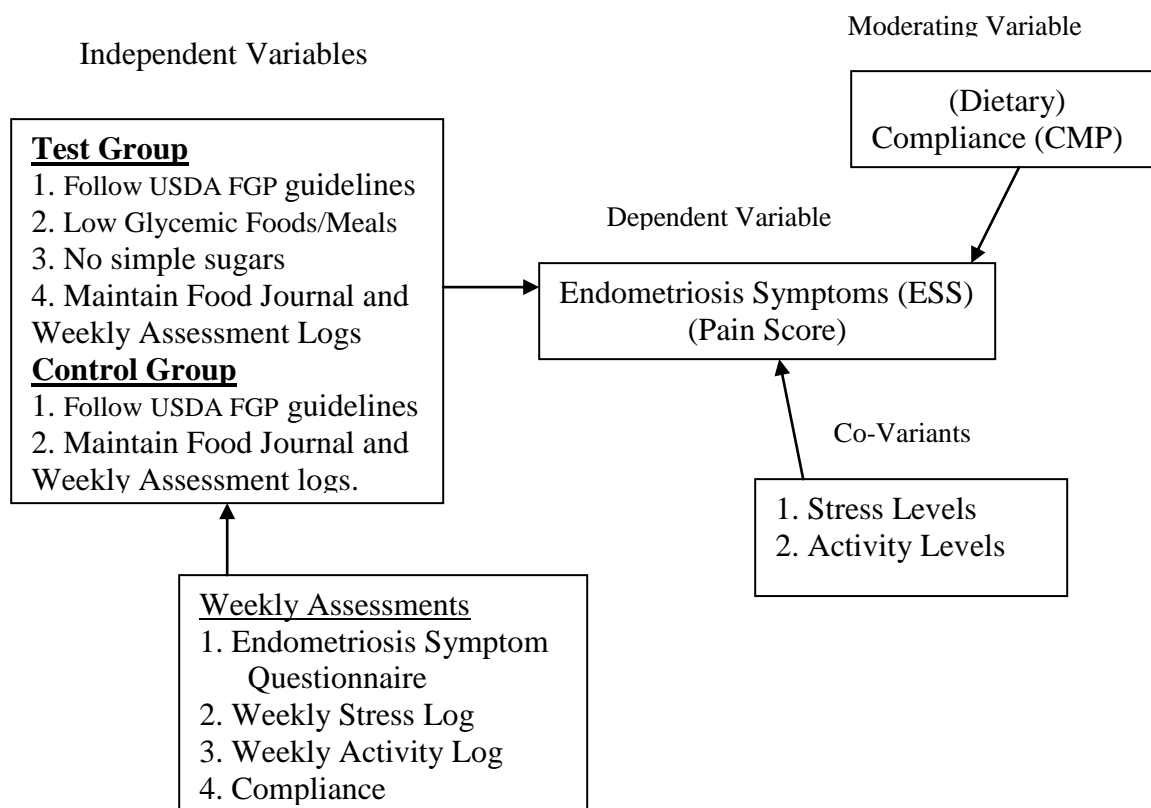 Independent Variables
Test Group
1. Follow USDA FGP guidelines
2. Low Glycemic Foods/Meals
3. No simple sugars
4. Maintain Food Journal and
Weekly Assessment Logs
Control Group
1. Follow USDA FGP guidelines
2. Maintain Food Journal and
Weekly Assessment logs.
Moderating Variable
(Dietary)
Compliance (CMP)
Dependent Variable
Endometriosis Symptoms (ESS)
(Pain Score)
Co-Variants
1. Stress Levels
2. Activity Levels
Weekly Assessments
1. Endometriosis Symptom
Questionnaire
2. Weekly Stress Log
3. Weekly Activity Log
4. Compliance